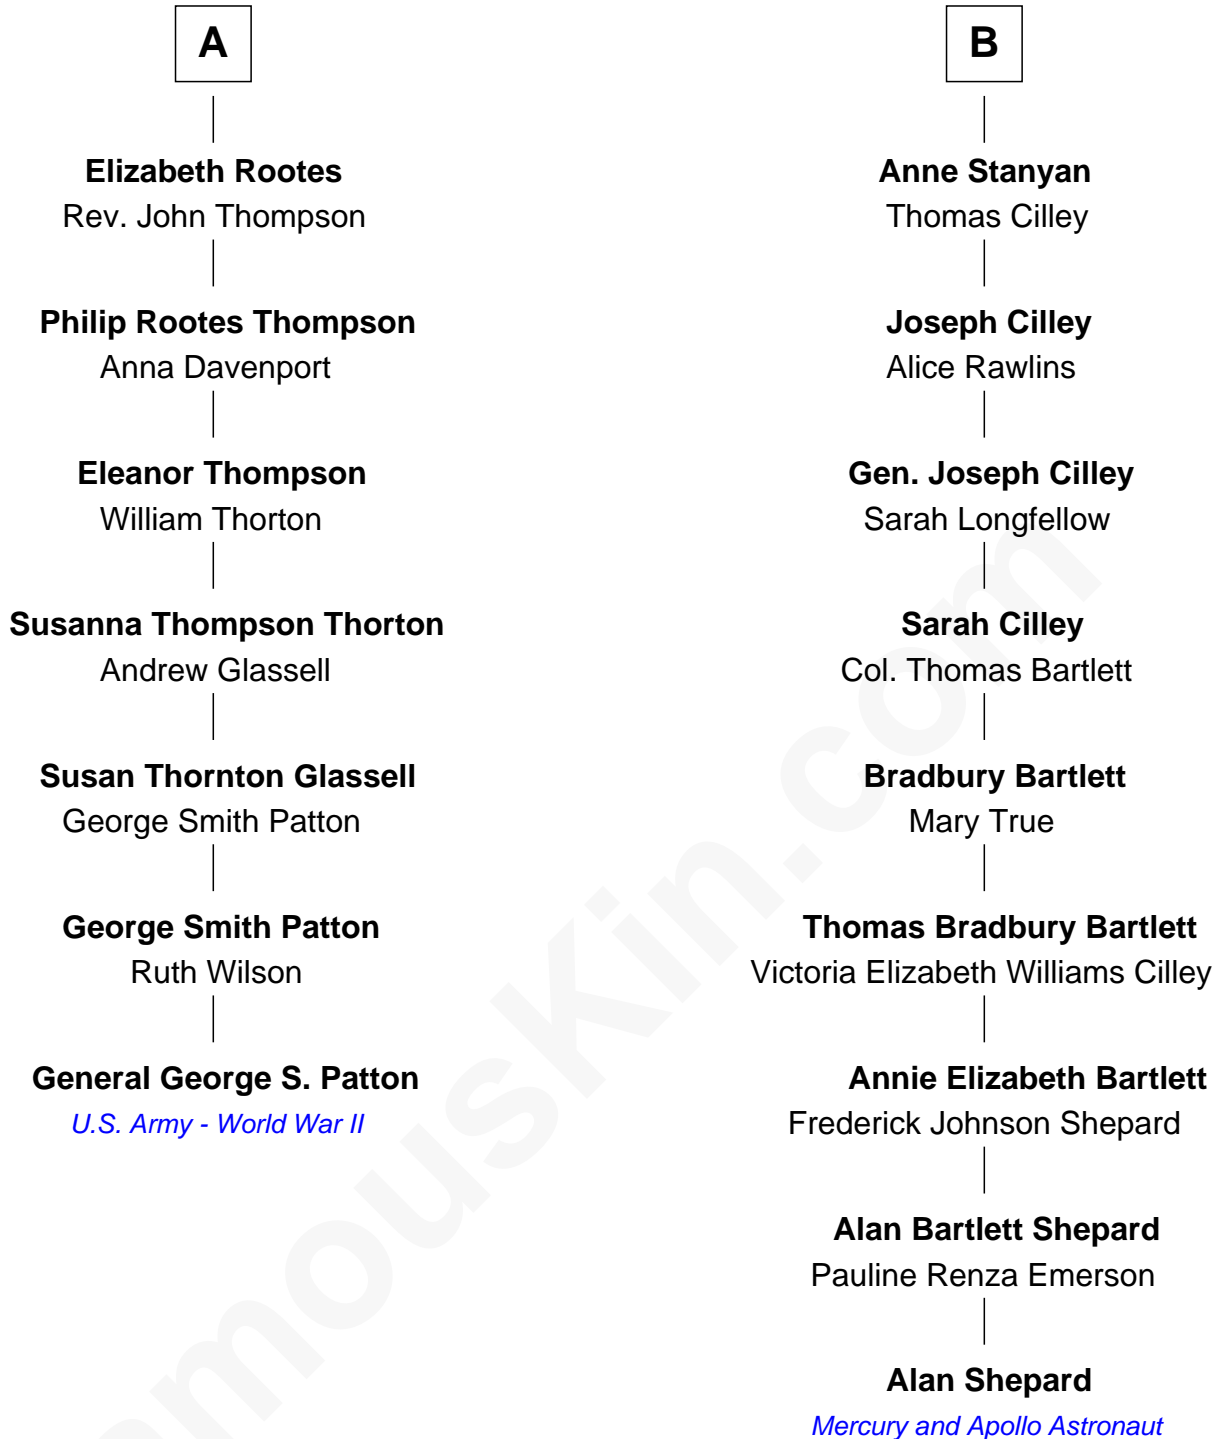 A
Elizabeth Rootes
Rev. John Thompson
Philip Rootes Thompson
Anna Davenport
Eleanor Thompson
William Thorton
Susanna Thompson Thorton
Andrew Glassell
Susan Thornton Glassell
George Smith Patton
George Smith Patton
Ruth Wilson
General George S. Patton
U.S. Army - World War II
B
Anne Stanyan
Thomas Cilley
Joseph Cilley
Alice Rawlins
Gen. Joseph Cilley
Sarah Longfellow
Sarah Cilley
Col. Thomas Bartlett
Bradbury Bartlett
Mary True
Thomas Bradbury Bartlett
Victoria Elizabeth Williams Cilley
Annie Elizabeth Bartlett
Frederick Johnson Shepard
Alan Bartlett Shepard
Pauline Renza Emerson
Alan Shepard
Mercury and Apollo Astronaut
amouskin.com